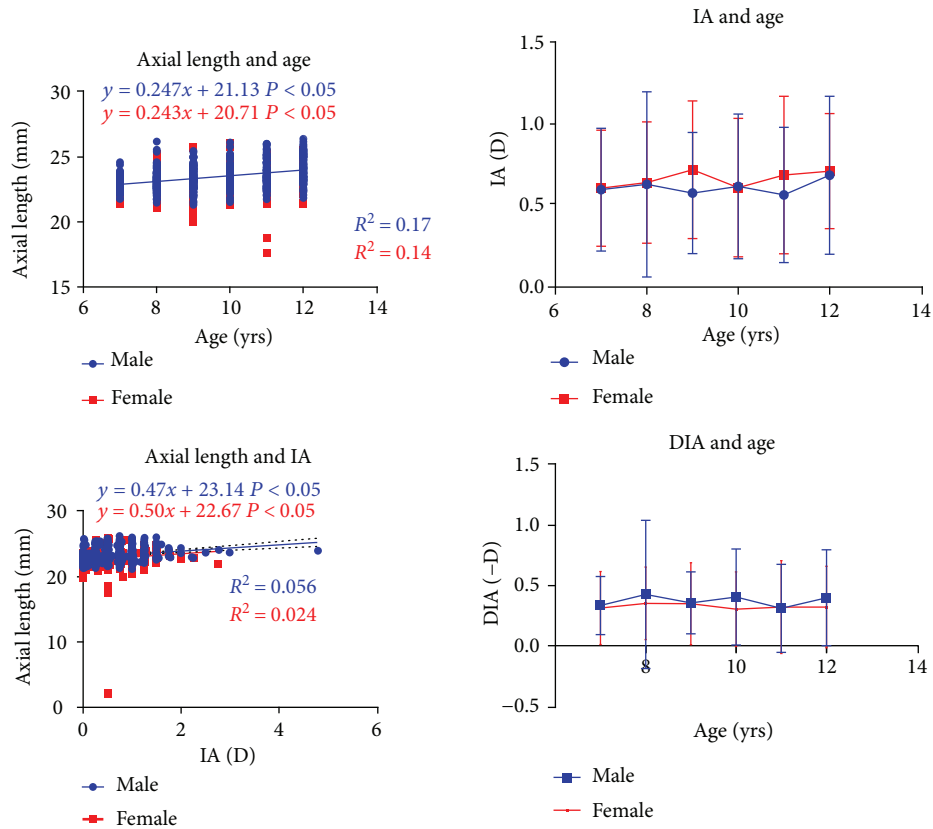 Axial length and age
y = 0.247x + 21.13 P < 0.05
y = 0.243x + 20.71 P < 0.05
30
25
20
15
Axial length (mm)
R² = 0.17
R² = 0.14
6
8
10
12
14
Age (yrs)
Male
Female
IA and age
1.5
1.0
0.5
0.0
IA (D)
6
8
10
12
14
Age (yrs)
Male
Female
Axial length and IA
y = 0.47x + 23.14 P < 0.05
y = 0.50x + 22.67 P < 0.05
30
20
10
0
Axial length (mm)
R² = 0.056
R² = 0.024
0
2
4
6
IA (D)
Male
Female
DIA and age
1.5
1.0
0.5
0.0
−0.5
DIA (−D)
8
10
12
14
Age (yrs)
Male
Female